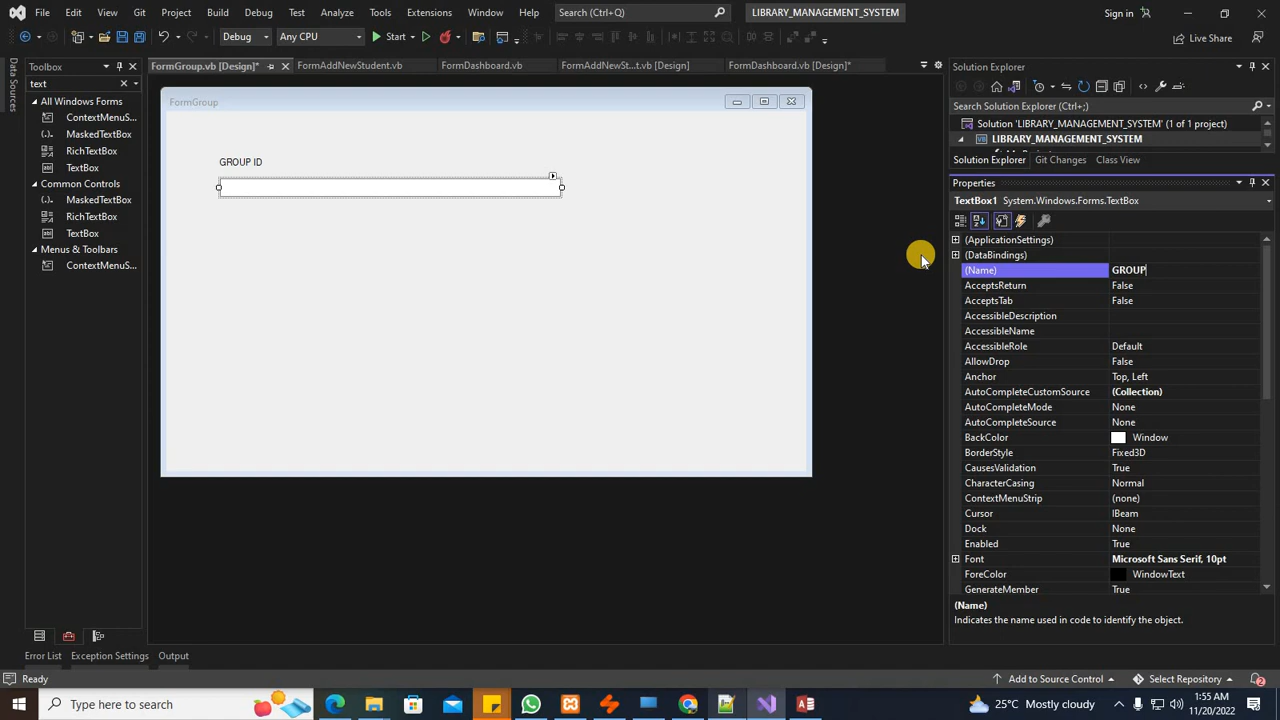 File Edit View Git Project Build Debug Test Analyze Tools Extensions Window Help Search (Ctrl+Q) LIBRARY_MANAGEMENT_SYSTEM Sign in
Debug Any CPU Start Live Share
Data Sources
Toolbox
text
All Windows Forms
ContextMenuS...
MaskedTextBox
RichTextBox
TextBox
Common Controls
MaskedTextBox
RichTextBox
TextBox
Menus & Toolbars
ContextMenuS...
FormGroup.vb [Design]* FormAddNewStudent.vb FormDashboard.vb FormAddNewSt...t.vb [Design] FormDashboard.vb [Design]*
FormGroup
GROUP ID
Solution Explorer
Search Solution Explorer (Ctrl+;)
Solution 'LIBRARY_MANAGEMENT_SYSTEM' (1 of 1 project)
LIBRARY_MANAGEMENT_SYSTEM
Solution Explorer Git Changes Class View
Properties
TextBox1 System.Windows.Forms.TextBox
(ApplicationSettings)
(DataBindings)
(Name) GROUP
AcceptsReturn False
AcceptsTab False
AccessibleDescription
AccessibleName
AccessibleRole Default
AllowDrop False
Anchor Top, Left
AutoCompleteCustomSource (Collection)
AutoCompleteMode None
AutoCompleteSource None
BackColor Window
BorderStyle Fixed3D
CausesValidation True
CharacterCasing Normal
ContextMenuStrip (none)
Cursor IBeam
Dock None
Enabled True
Font Microsoft Sans Serif, 10pt
ForeColor WindowText
GenerateMember True
(Name)
Indicates the name used in code to identify the object.
Error List Exception Settings Output
Ready Add to Source Control Select Repository 2
Type here to search 25°C Mostly cloudy 1:55 AM
11/20/2022 2